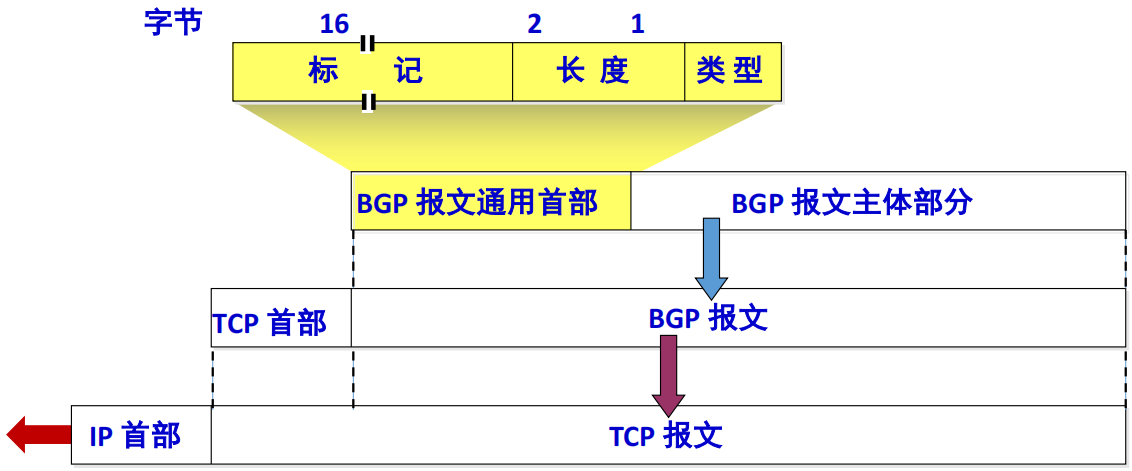 字节 16 2 1
标 记 长 度 类 型
BGP 报文通用首部 BGP 报文主体部分
TCP 首部 BGP 报文
IP 首部 TCP 报文